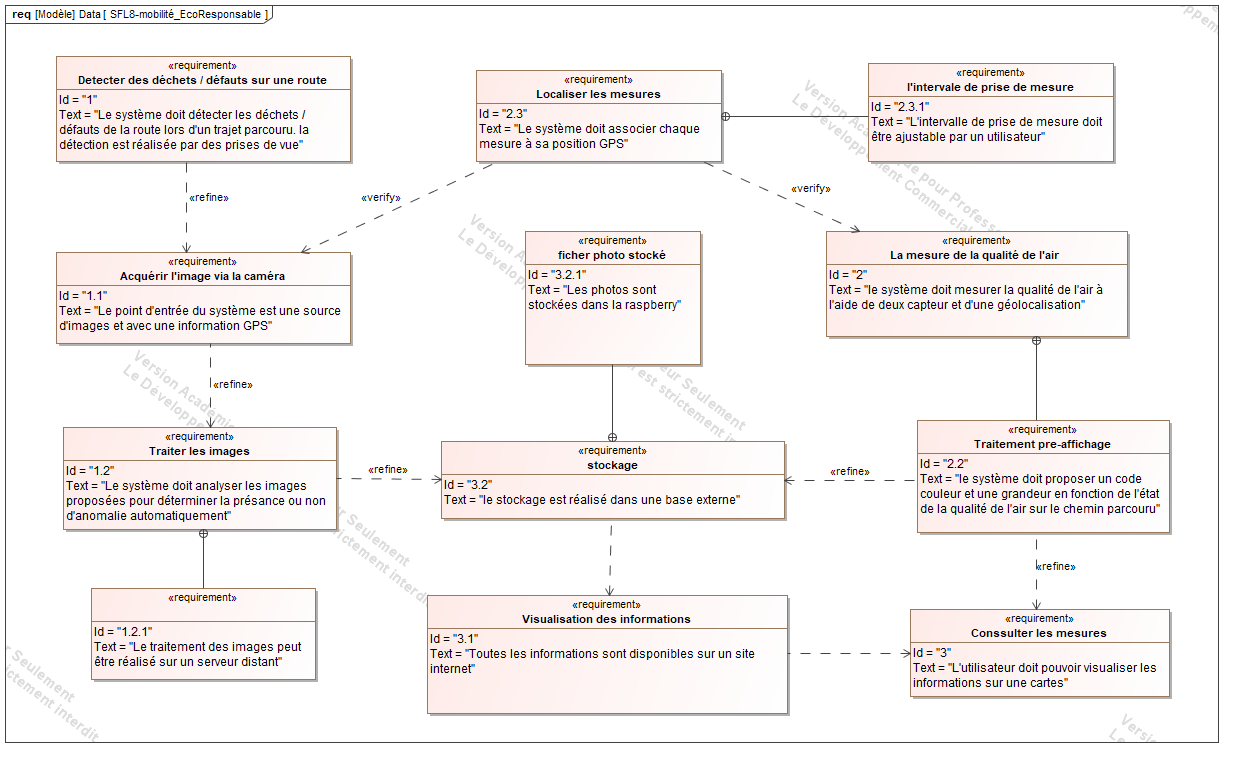 req [Modèle] Data [ SFL8-mobilité_EcoResponsable ]
«requirement»
Detecter des déchets / défauts sur une route
Id = "1"
Text = "Le système doit détecter les déchets /
défauts de la route lors d'un trajet parcouru. la
détection est réalisée par des prises de vue"
«requirement»
Localiser les mesures
Id = "2.3"
Text = "Le système doit associer chaque
mesure à sa position GPS"
«requirement»
l'intervale de prise de mesure
Id = "2.3.1"
Text = "L'intervalle de prise de mesure doit
être ajustable par un utilisateur"
«refine»
«verify»
«verify»
«requirement»
Acquérir l'image via la caméra
Id = "1.1"
Text = "Le point d'entrée du système est une source
d'images et avec une information GPS"
«requirement»
ficher photo stocké
Id = "3.2.1"
Text = "Les photos sont
stockées dans la raspberry"
«requirement»
La mesure de la qualité de l'air
Id = "2"
Text = "le système doit mesurer la qualité de l'air à
l'aide de deux capteur et d'une géolocalisation"
«refine»
«requirement»
Traiter les images
Id = "1.2"
Text = "Le système doit analyser les images
proposées pour déterminer la présance ou non
d'anomalie automatiquement"
«refine»
«requirement»
stockage
Id = "3.2"
Text = "le stockage est réalisé dans une base externe"
«refine»
«requirement»
Traitement pre-affichage
Id = "2.2"
Text = "le système doit proposer un code
couleur et une grandeur en fonction de l'état
de la qualité de l'air sur le chemin parcouru"
«refine»
«requirement»
Id = "1.2.1"
Text = "Le traitement des images peut
être réalisé sur un serveur distant"
«requirement»
Visualisation des informations
Id = "3.1"
Text = "Toutes les informations sont disponibles sur un site
internet"
«requirement»
Conssulter les mesures
Id = "3"
Text = "L'utilisateur doit pouvoir visualiser les
informations sur une cartes"